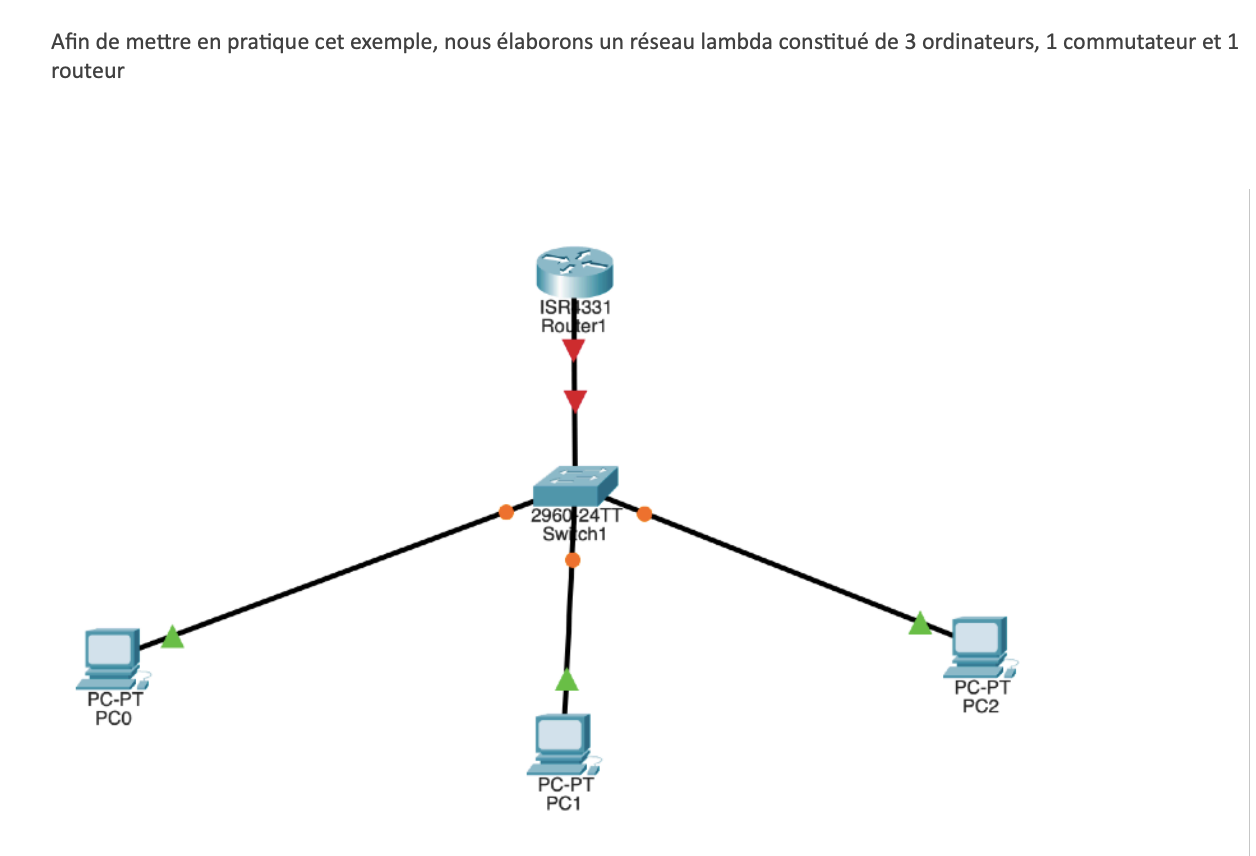 Afin de mettre en pratique cet exemple, nous élaborons un réseau lambda constitué de 3 ordinateurs, 1 commutateur et 1
routeur
ISR4331
Router1
2960-24TT
Switch1
PC-PT
PC0
PC-PT
PC2
PC-PT
PC1